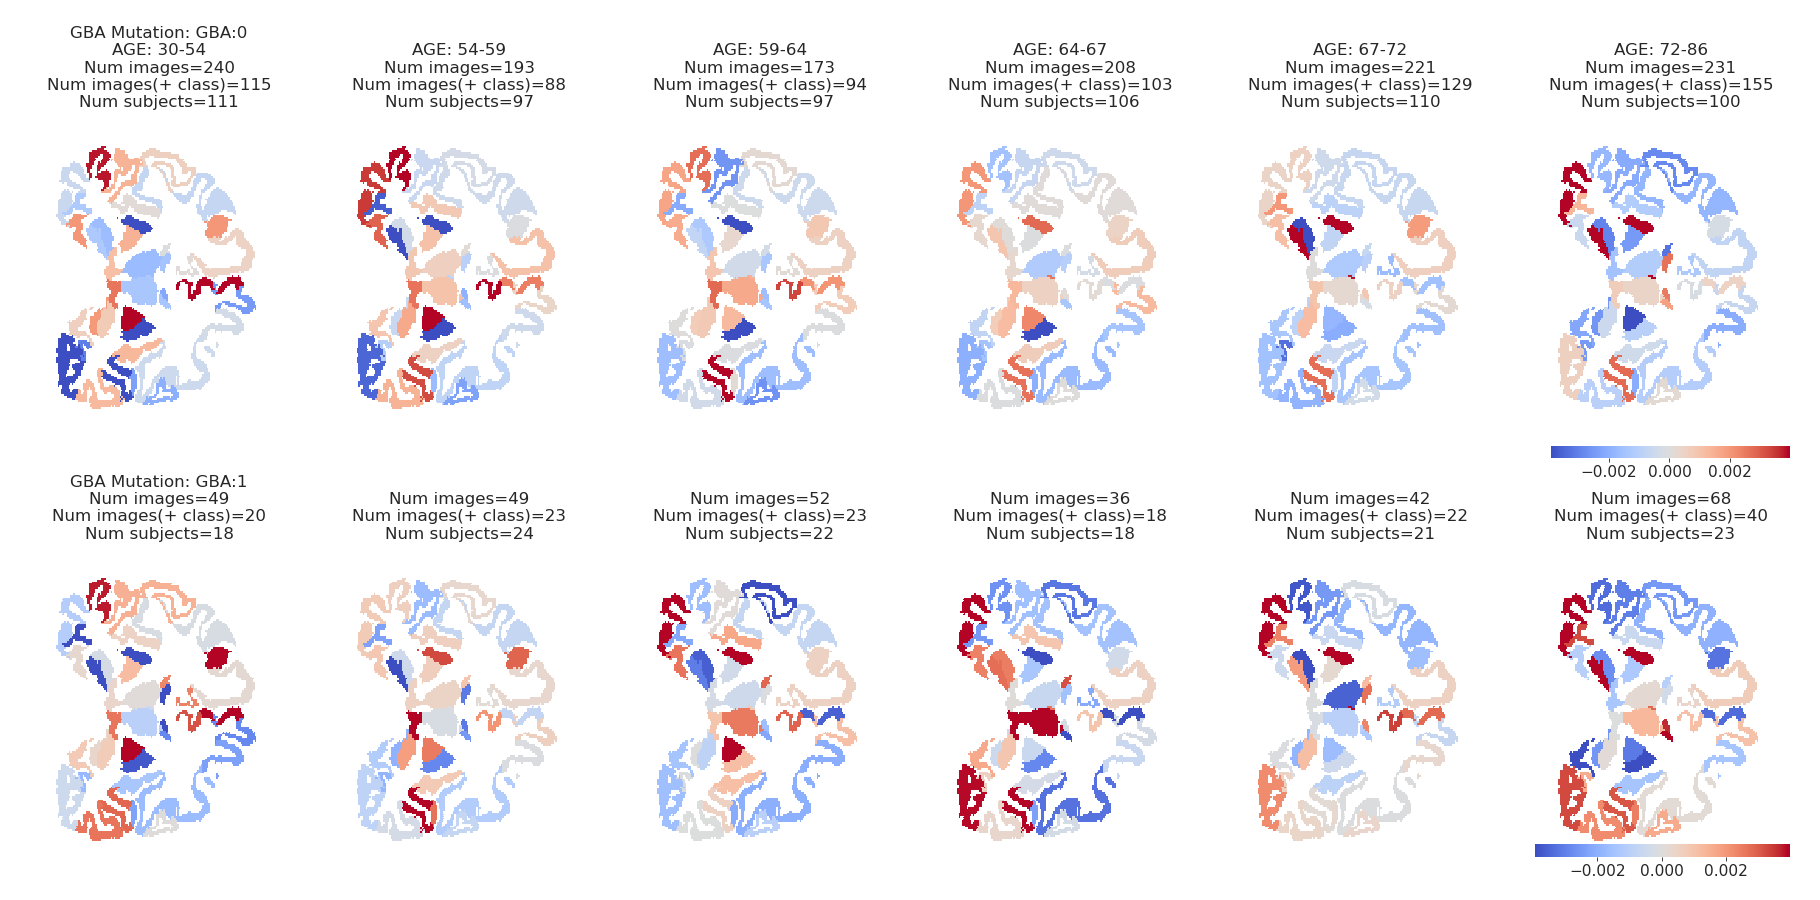 GBA Mutation: GBA:0
AGE: 30-54
Num images=240
Num images(+ class)=115
Num subjects=111
AGE: 54-59
Num images=193
Num images(+ class)=88
Num subjects=97
AGE: 59-64
Num images=173
Num images(+ class)=94
Num subjects=97
AGE: 64-67
Num images=208
Num images(+ class)=103
Num subjects=106
AGE: 67-72
Num images=221
Num images(+ class)=129
Num subjects=110
AGE: 72-86
Num images=231
Num images(+ class)=155
Num subjects=100
−0.002 0.000 0.002
GBA Mutation: GBA:1
Num images=49
Num images(+ class)=20
Num subjects=18
Num images=49
Num images(+ class)=23
Num subjects=24
Num images=52
Num images(+ class)=23
Num subjects=22
Num images=36
Num images(+ class)=18
Num subjects=18
Num images=42
Num images(+ class)=22
Num subjects=21
Num images=68
Num images(+ class)=40
Num subjects=23
−0.002 0.000 0.002